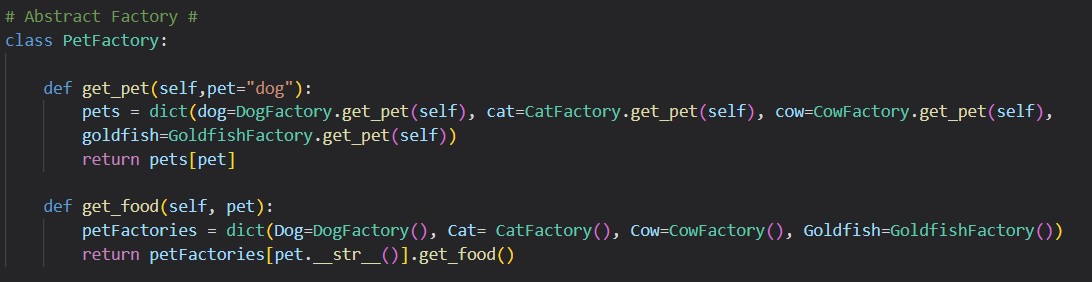 # Abstract Factory #
class PetFactory:
def get_pet(self,pet="dog"):
pets = dict(dog=DogFactory.get_pet(self), cat=CatFactory.get_pet(self), cow=CowFactory.get_pet(self),
goldfish=GoldfishFactory.get_pet(self))
return pets[pet]
def get_food(self, pet):
petFactories = dict(Dog=DogFactory(), Cat= CatFactory(), Cow=CowFactory(), Goldfish=GoldfishFactory())
return petFactories[pet.__str__()].get_food()